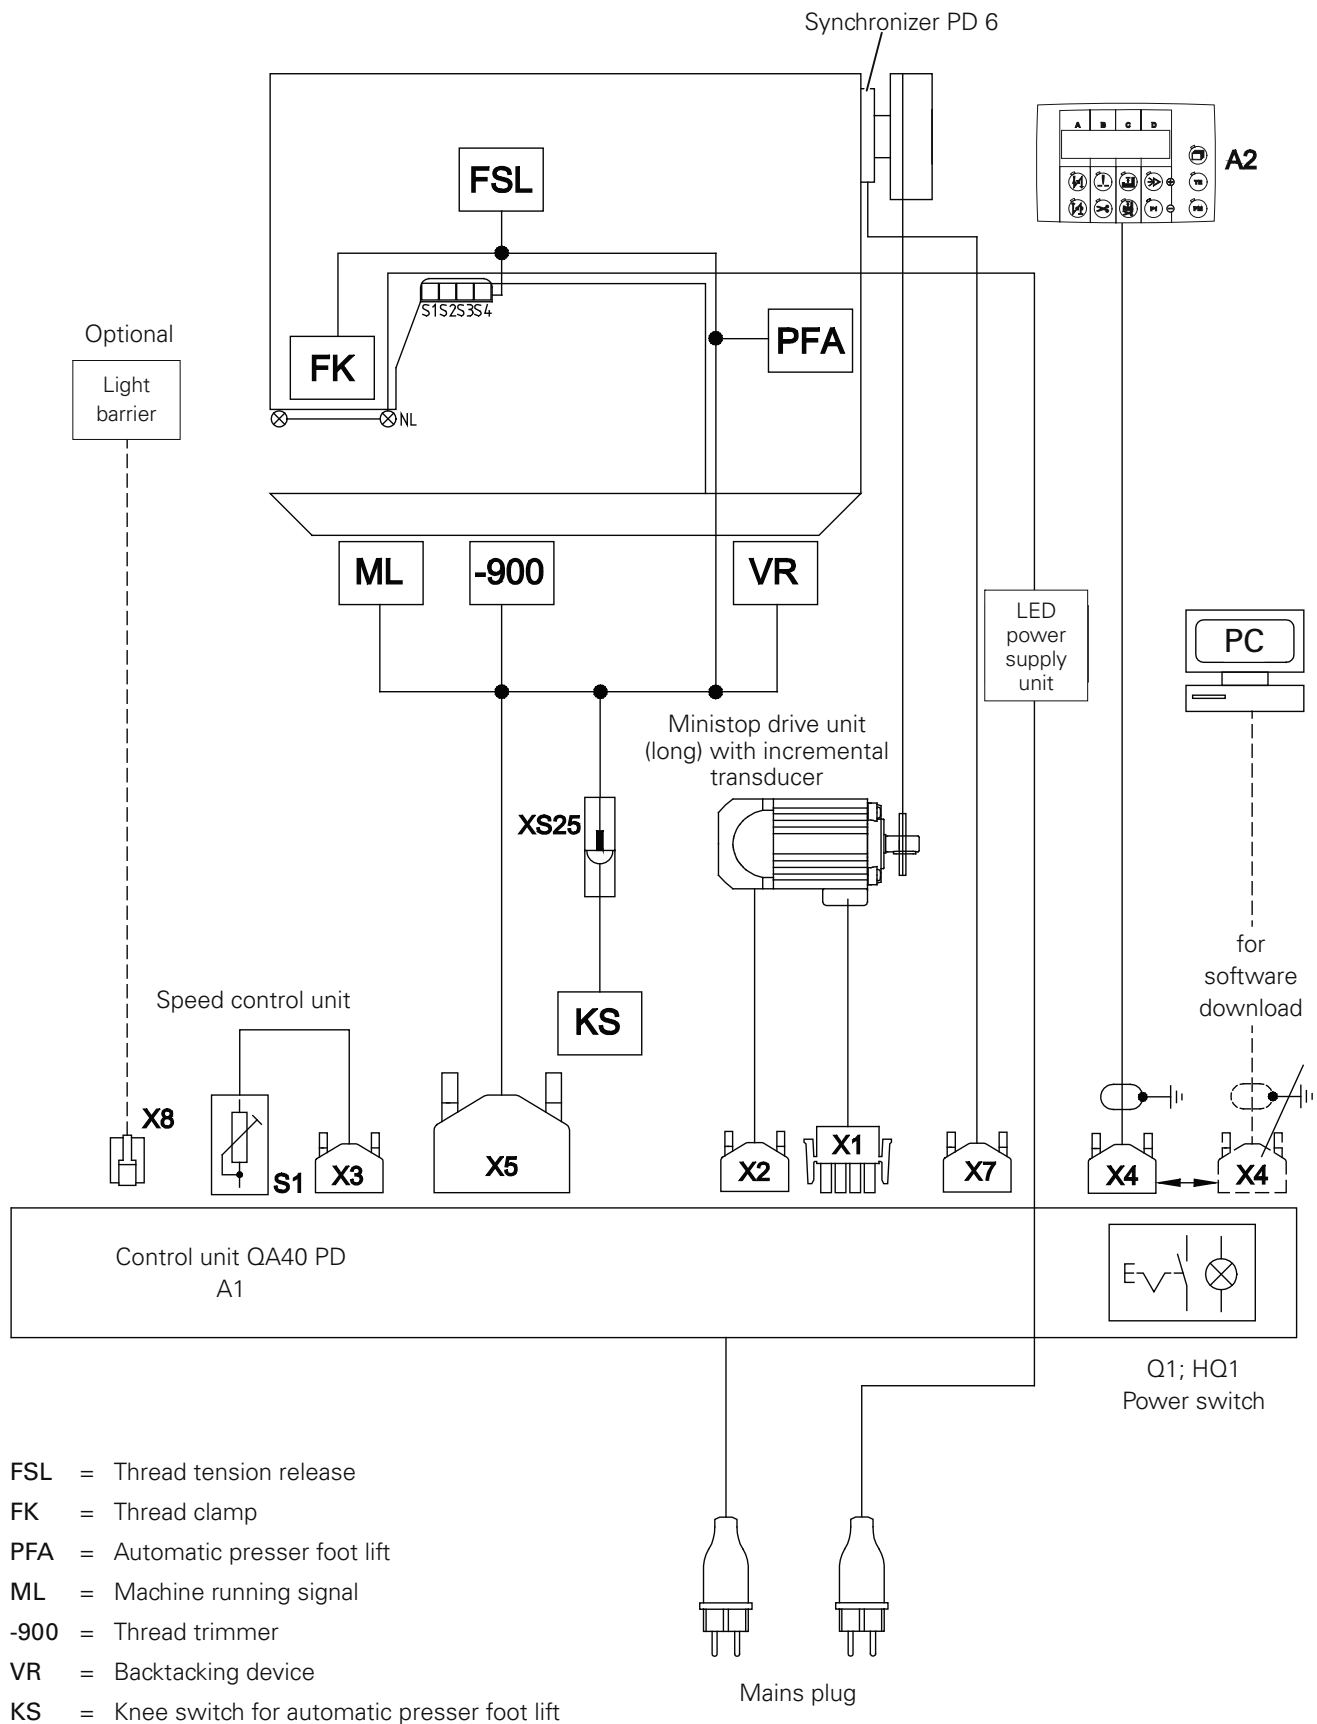 Synchronizer PD 6
A B C D
A2
FSL
S1S2S3S4
PFA
FK
NL
Optional
Light
barrier
ML
-900
VR
LED
power
supply
unit
PC
Ministop drive unit
(long) with incremental
transducer
XS25
for
software
download
Speed control unit
KS
X8
S1
X3
X5
X2
X1
X7
X4
X4
Control unit QA40 PD
A1
E
Q1; HQ1
Power switch
FSL = Thread tension release
FK = Thread clamp
PFA = Automatic presser foot lift
ML = Machine running signal
-900 = Thread trimmer
VR = Backtacking device
KS = Knee switch for automatic presser foot lift
Mains plug